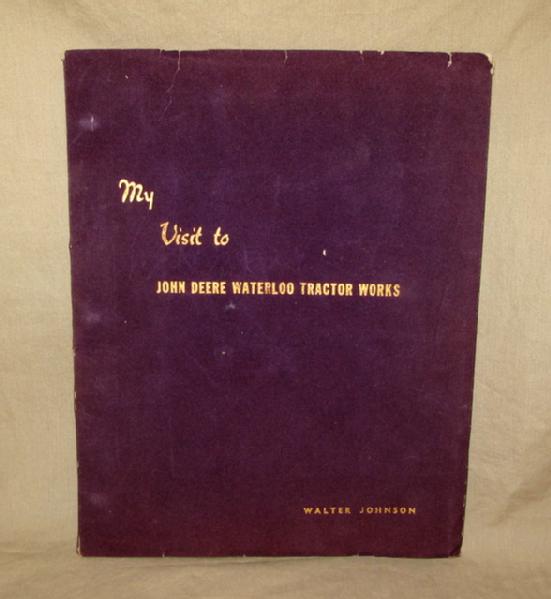 My
Visit to
JOHN DEERE WATERLOO TRACTOR WORKS
WALTER JOHNSON